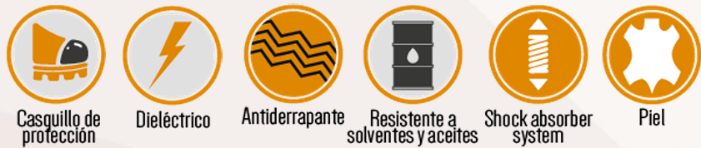 Casquillo de
protección
Dieléctrico
Antiderrapante
Resistente a
solventes y aceites
Shock absorber
system
Piel